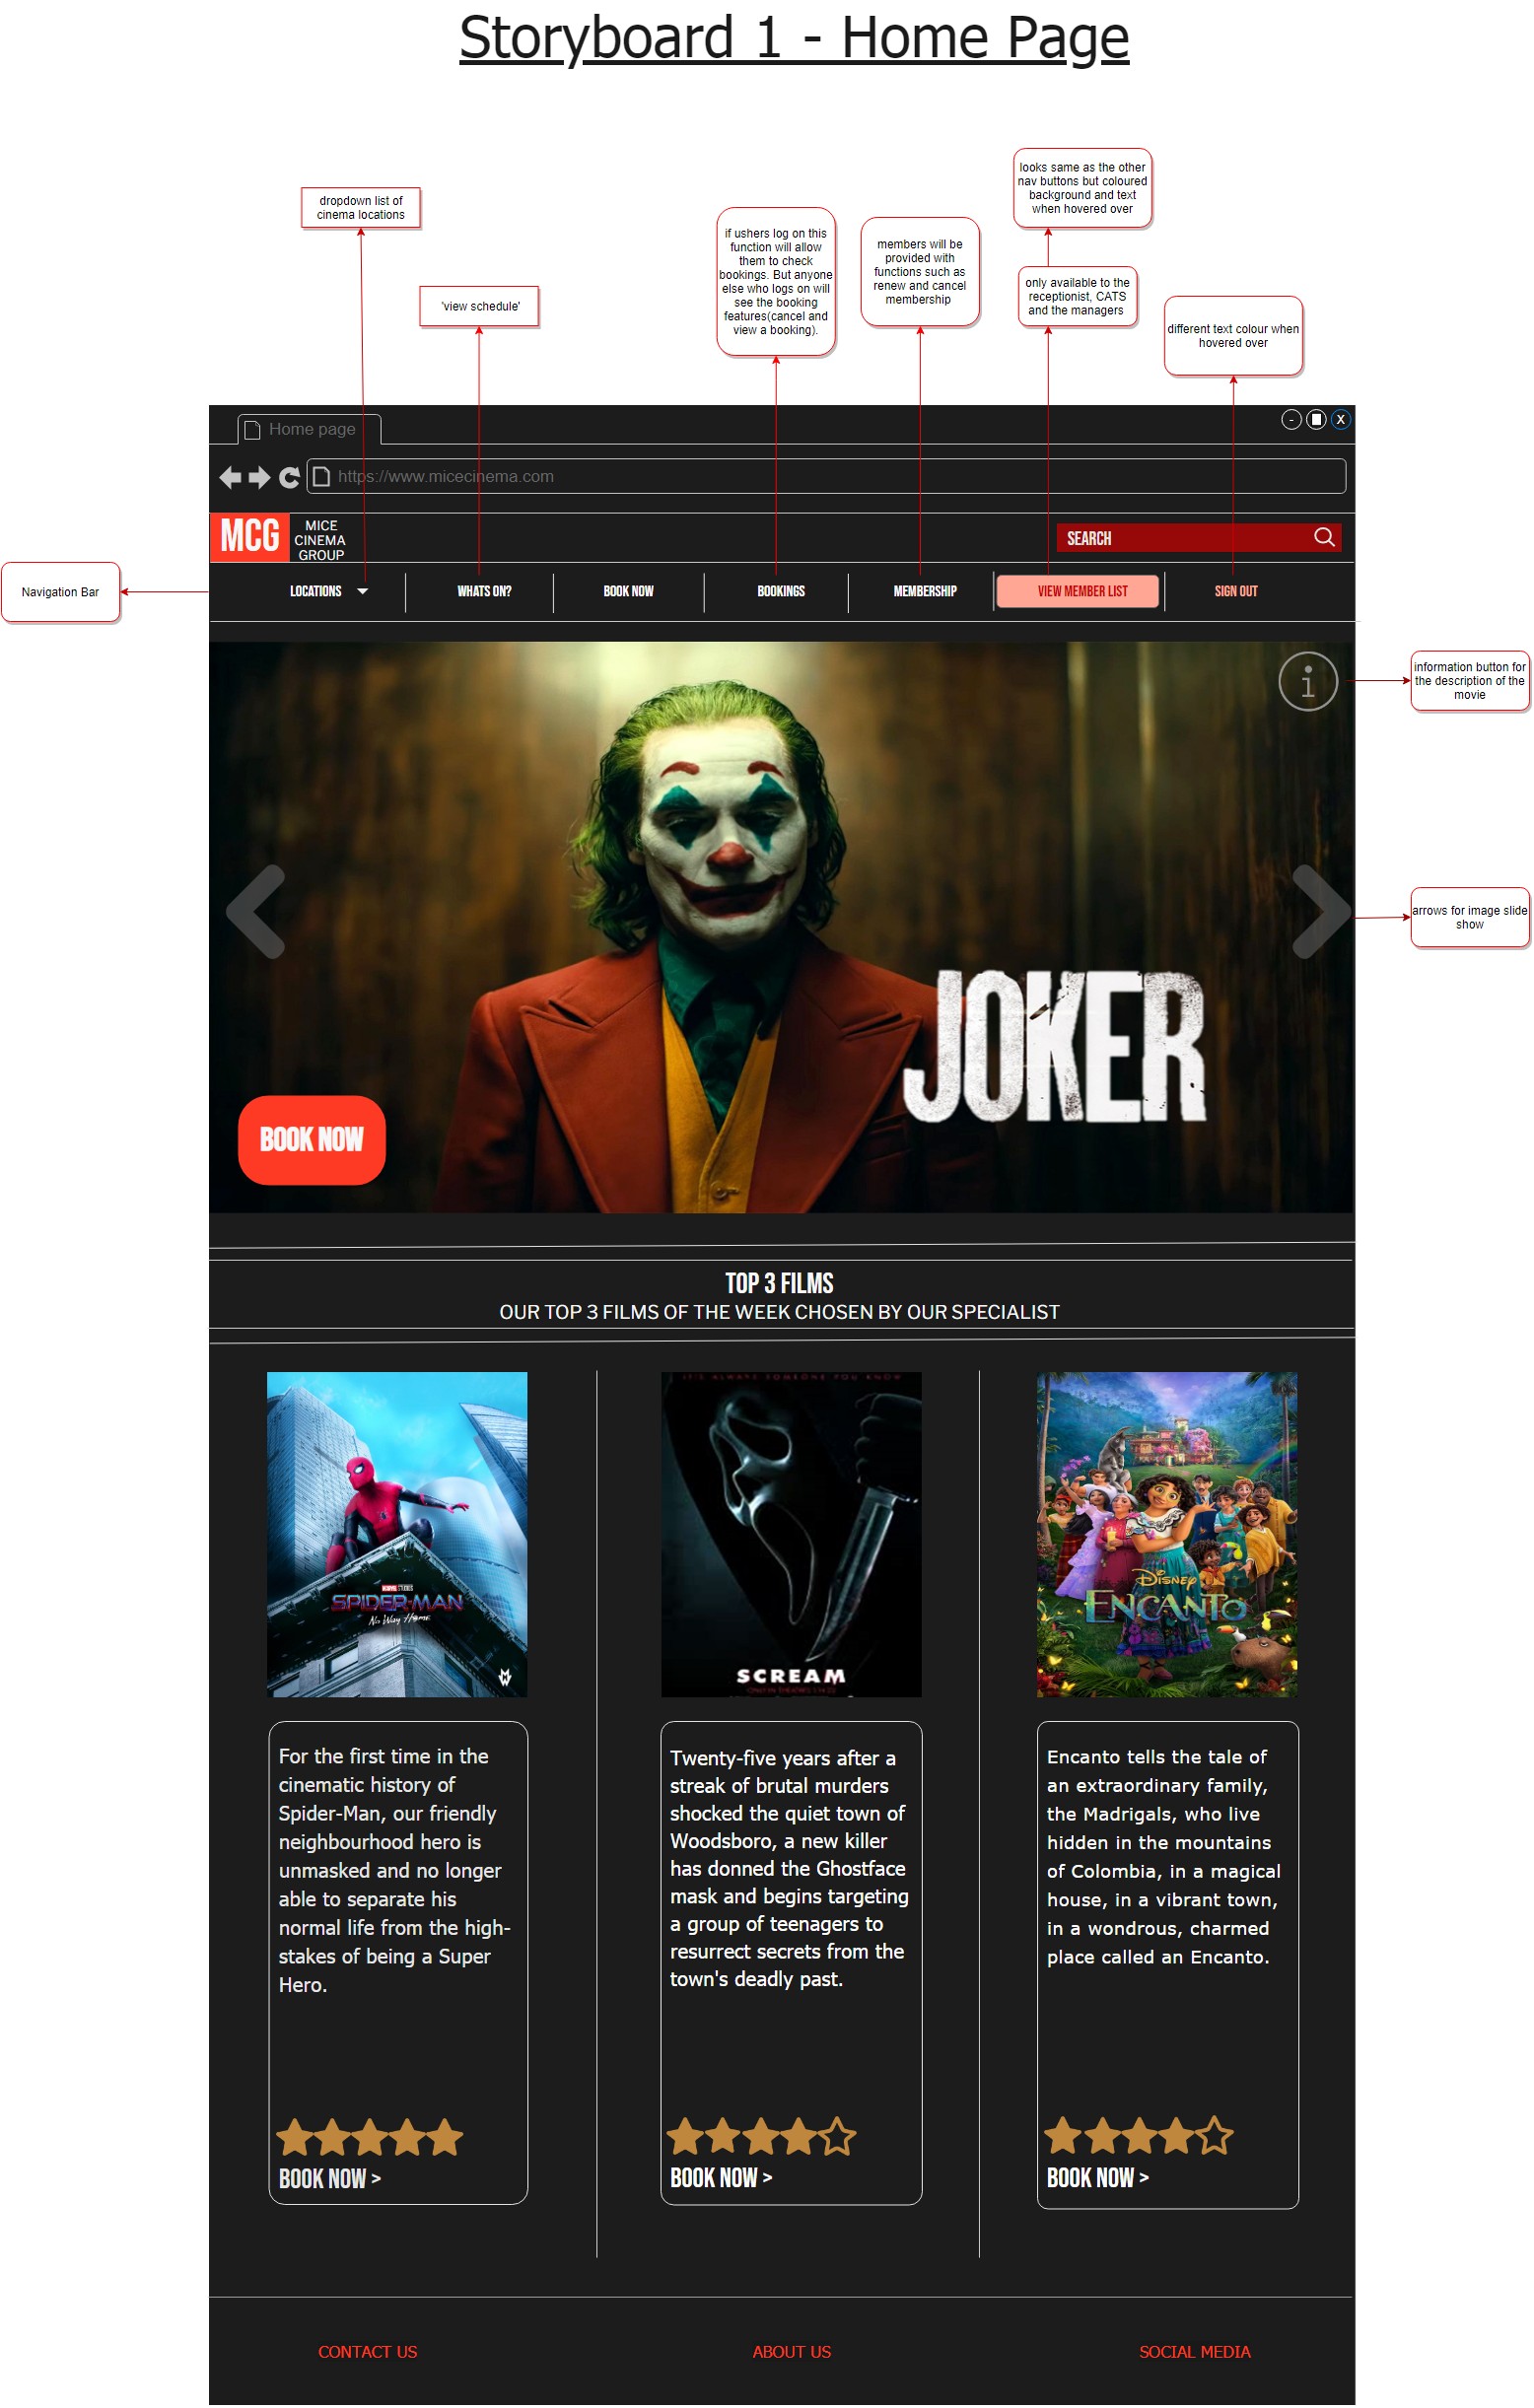 Storyboard 1 - Home Page
looks same as the other
nav buttons but coloured
background and text
when hovered over
dropdown list of
cinema locations
if ushers log on this
function will allow
them to check
bookings. But anyone
else who logs on will
see the booking
features(cancel and
view a booking).
members will be
provided with
functions such as
renew and cancel
membership
only available to the
receptionist, CATS
and the managers
'view schedule'
different text colour when
hovered over
Home page
- X
https://www.micecinema.com
MCG
MICE
CINEMA
GROUP
SEARCH
Navigation Bar
LOCATIONS
WHATS ON?
BOOK NOW
BOOKINGS
MEMBERSHIP
VIEW MEMBER LIST
SIGN OUT
i
information button for
the description of the
movie
arrows for image slide
show
JOKER
BOOK NOW
TOP 3 FILMS
OUR TOP 3 FILMS OF THE WEEK CHOSEN BY OUR SPECIALIST
MARVEL STUDIOS
SPIDER-MAN
No Way Home
IT'S ALWAYS SOMEONE YOU KNOW
SCREAM
Disney
ENCANTO
For the first time in the
cinematic history of
Spider-Man, our friendly
neighbourhood hero is
unmasked and no longer
able to separate his
normal life from the high-
stakes of being a Super
Hero.
BOOK NOW >
Twenty-five years after a
streak of brutal murders
shocked the quiet town of
Woodsboro, a new killer
has donned the Ghostface
mask and begins targeting
a group of teenagers to
resurrect secrets from the
town's deadly past.
BOOK NOW >
Encanto tells the tale of
an extraordinary family,
the Madrigals, who live
hidden in the mountains
of Colombia, in a magical
house, in a vibrant town,
in a wondrous, charmed
place called an Encanto.
BOOK NOW >
CONTACT US
ABOUT US
SOCIAL MEDIA